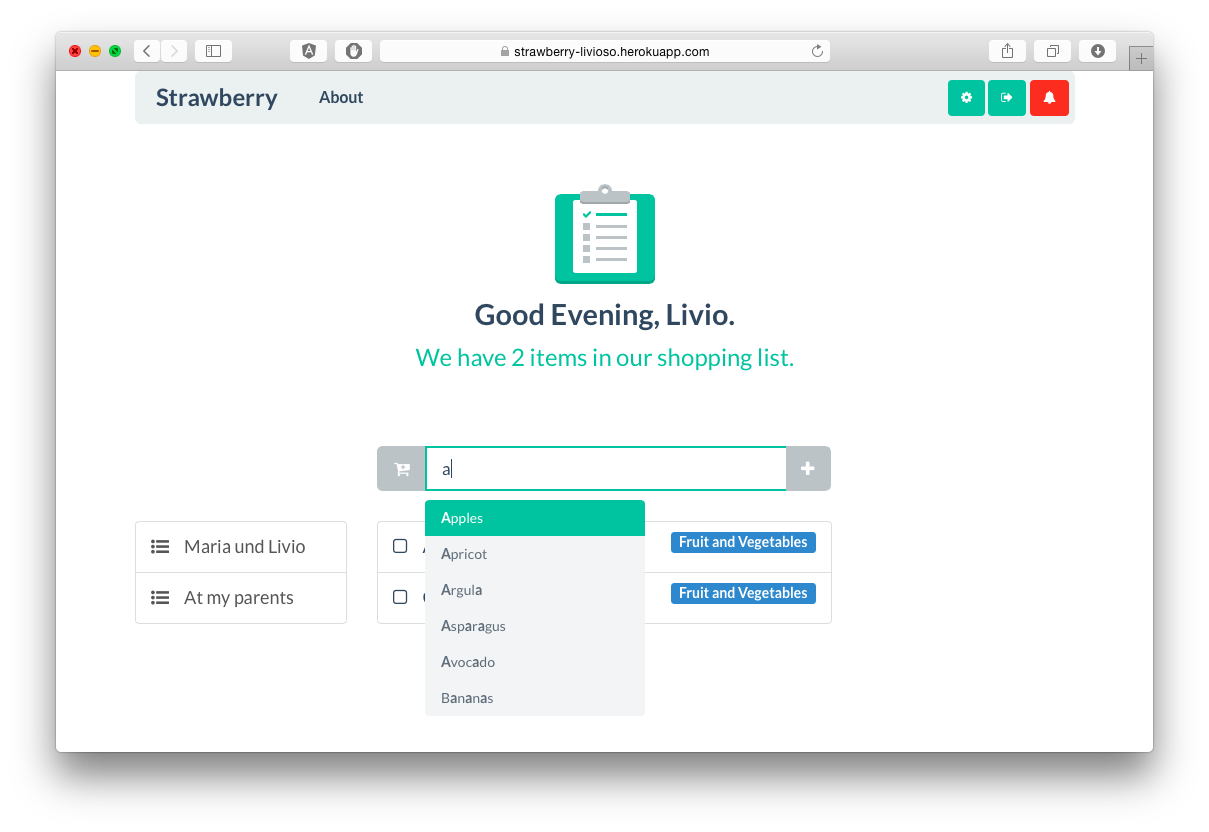 strawberry-livioso.herokuapp.com
Strawberry About
Good Evening, Livio.
We have 2 items in our shopping list.
a
Apples
Apricot
Argula
Asparagus
Avocado
Bananas
Maria und Livio
At my parents
Fruit and Vegetables
Fruit and Vegetables